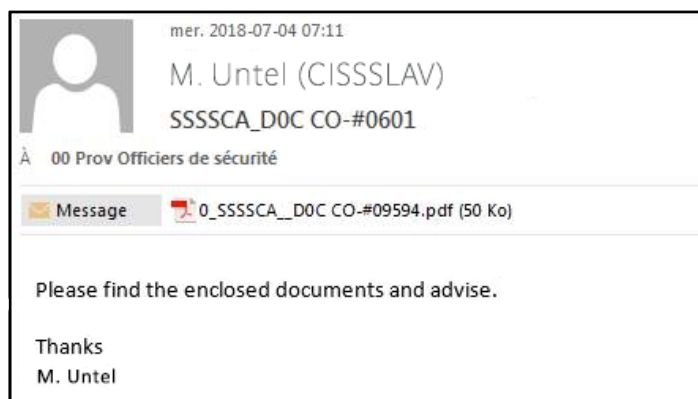 mer. 2018-07-04 07:11
M. Untel (CISSSLAV)
SSSSCA_D0C CO-#0601
À 00 Prov Officiers de sécurité
Message 0_SSSSCA__D0C CO-#09594.pdf (50 Ko)
Please find the enclosed documents and advise.
Thanks
M. Untel